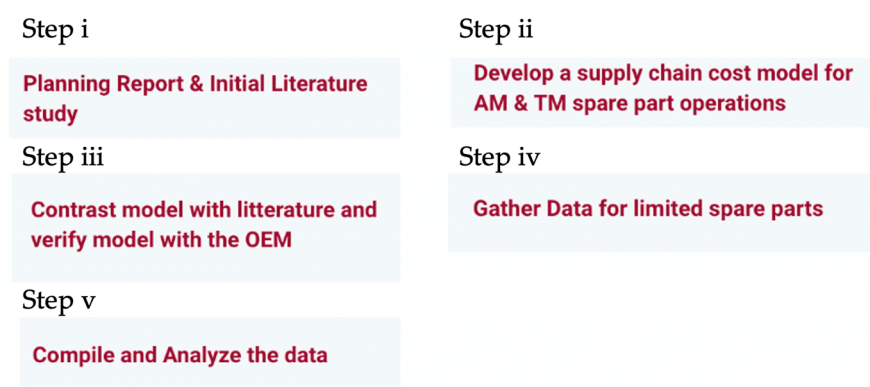 Step i
Planning Report & Initial Literature
study
Step ii
Develop a supply chain cost model for
AM & TM spare part operations
Step iii
Contrast model with litterature and
verify model with the OEM
Step iv
Gather Data for limited spare parts
Step v
Compile and Analyze the data